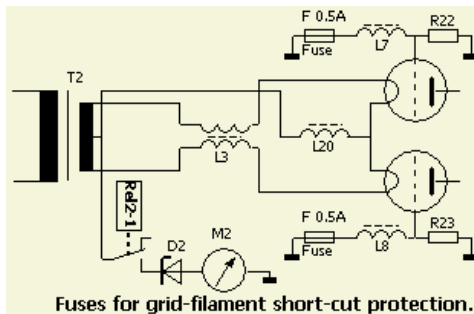 F 0.5A
Fuse
L7
R22
T2
L3
L20
Rel2-1
D2
M2
F 0.5A
Fuse
L8
R23
Fuses for grid-filament short-cut protection.